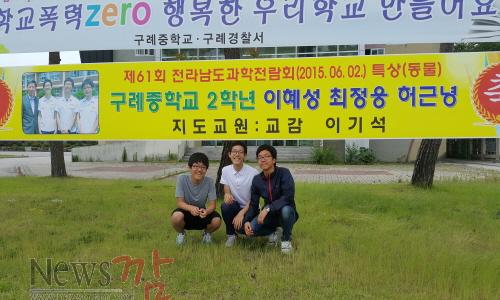 학교폭력zero 행복한 우리학교 만들어요
구례중학교·구례경찰서
제61회 전라남도과학전람회(2015. 06. 02.) 특상(동물)
구례중학교 2학년 이혜성 최정용 허근녕
지도교원:교감 이기석
News깜